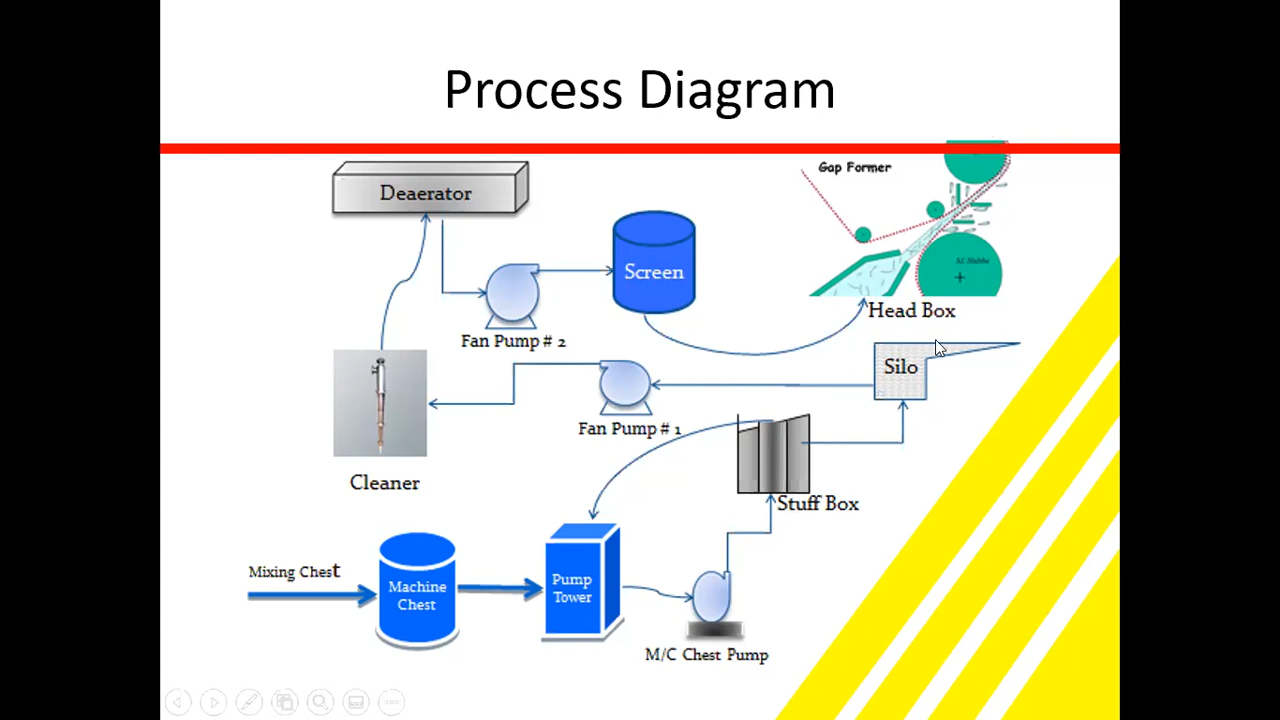 Process Diagram
Gap Former
Deaerator
Screen
Head Box
Fan Pump # 2
Silo
Fan Pump # 1
Cleaner
Stuff Box
Mixing Chest
Machine
Chest
Pump
Tower
M/C Chest Pump